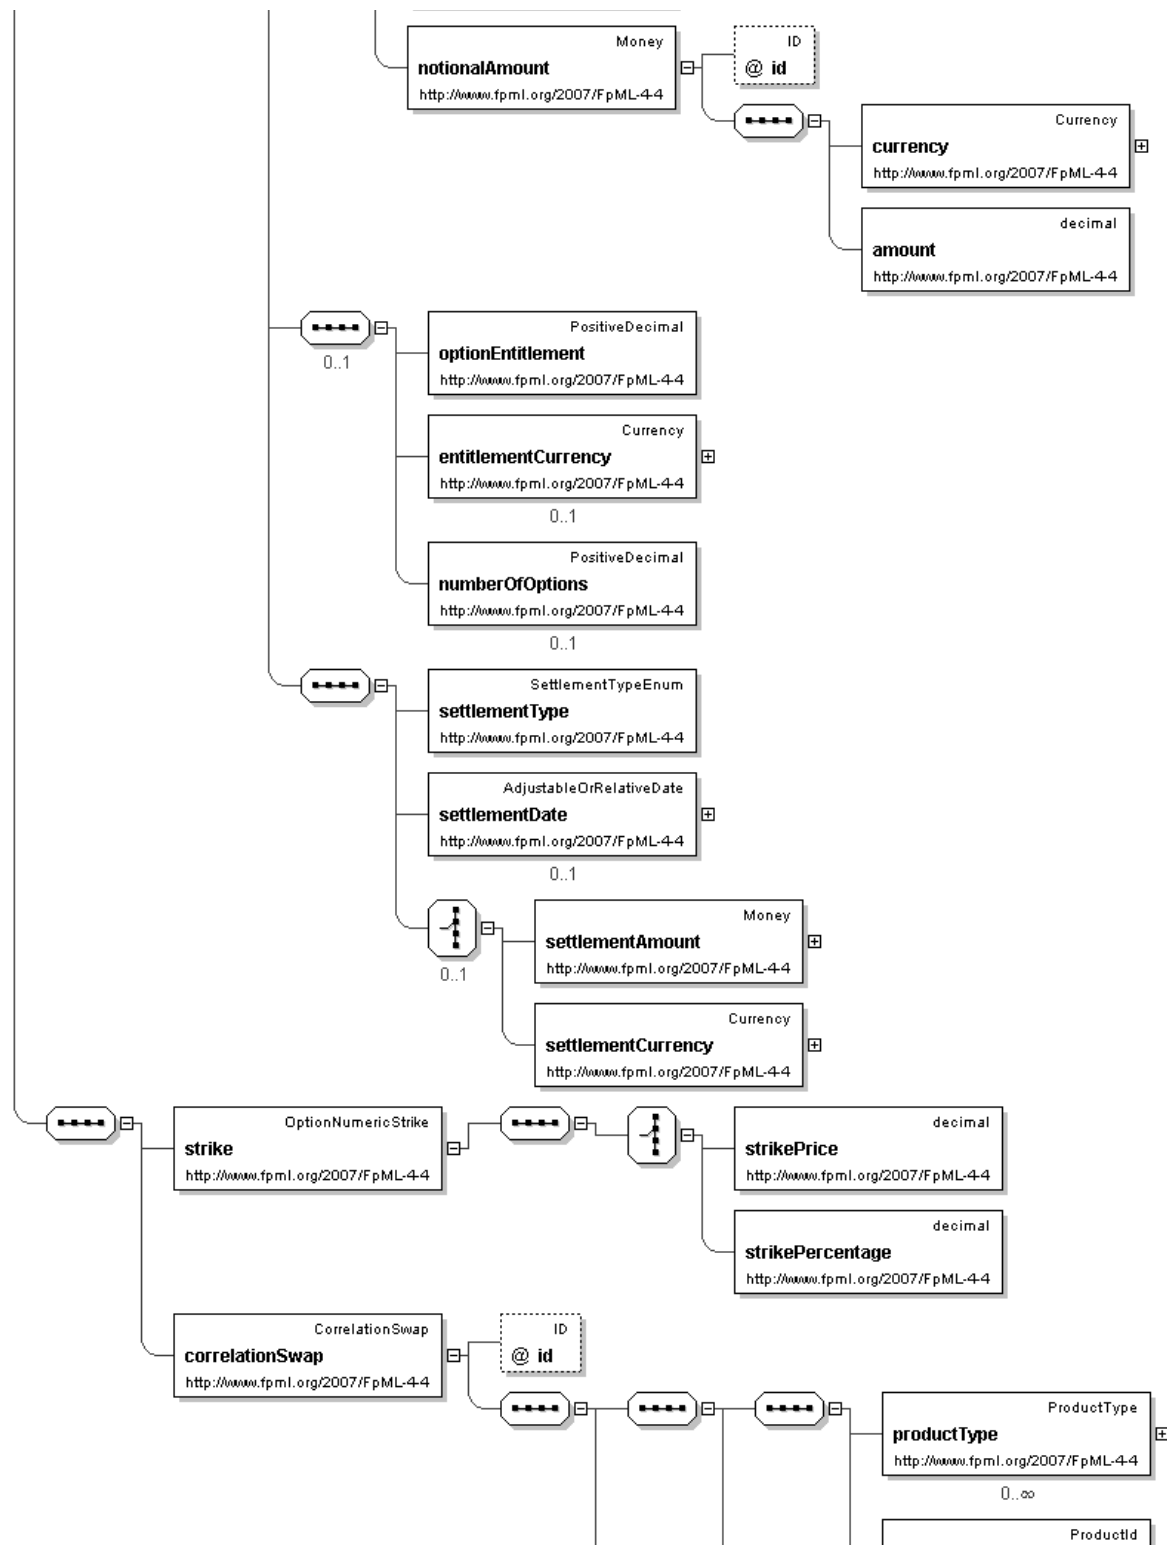 Money
notionalAmount
http://www.fpml.org/2007/FpML-4-4
ID
@ id
Currency
currency
http://www.fpml.org/2007/FpML-4-4
decimal
amount
http://www.fpml.org/2007/FpML-4-4
0..1
PositiveDecimal
optionEntitlement
http://www.fpml.org/2007/FpML-4-4
Currency
entitlementCurrency
http://www.fpml.org/2007/FpML-4-4
0..1
PositiveDecimal
numberOfOptions
http://www.fpml.org/2007/FpML-4-4
0..1
SettlementTypeEnum
settlementType
http://www.fpml.org/2007/FpML-4-4
AdjustableOrRelativeDate
settlementDate
http://www.fpml.org/2007/FpML-4-4
0..1
0..1
Money
settlementAmount
http://www.fpml.org/2007/FpML-4-4
Currency
settlementCurrency
http://www.fpml.org/2007/FpML-4-4
OptionNumericStrike
strike
http://www.fpml.org/2007/FpML-4-4
decimal
strikePrice
http://www.fpml.org/2007/FpML-4-4
decimal
strikePercentage
http://www.fpml.org/2007/FpML-4-4
CorrelationSwap
correlationSwap
http://www.fpml.org/2007/FpML-4-4
ID
@ id
ProductType
productType
http://www.fpml.org/2007/FpML-4-4
0..∞
ProductId